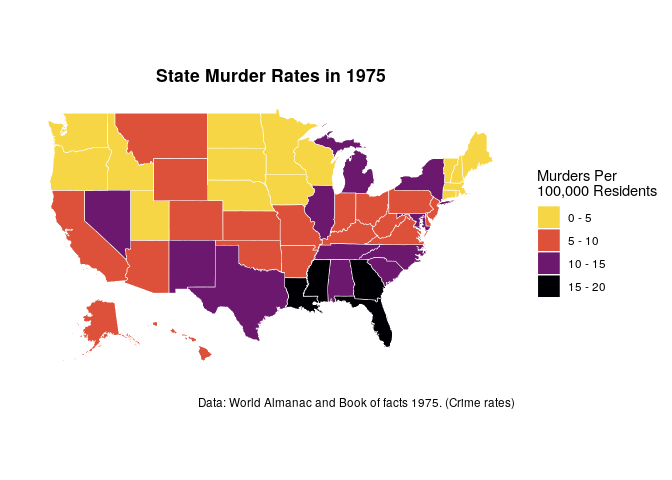 State Murder Rates in 1975
Murders Per
100,000 Residents
0 - 5
5 - 10
10 - 15
15 - 20
Data: World Almanac and Book of facts 1975. (Crime rates)